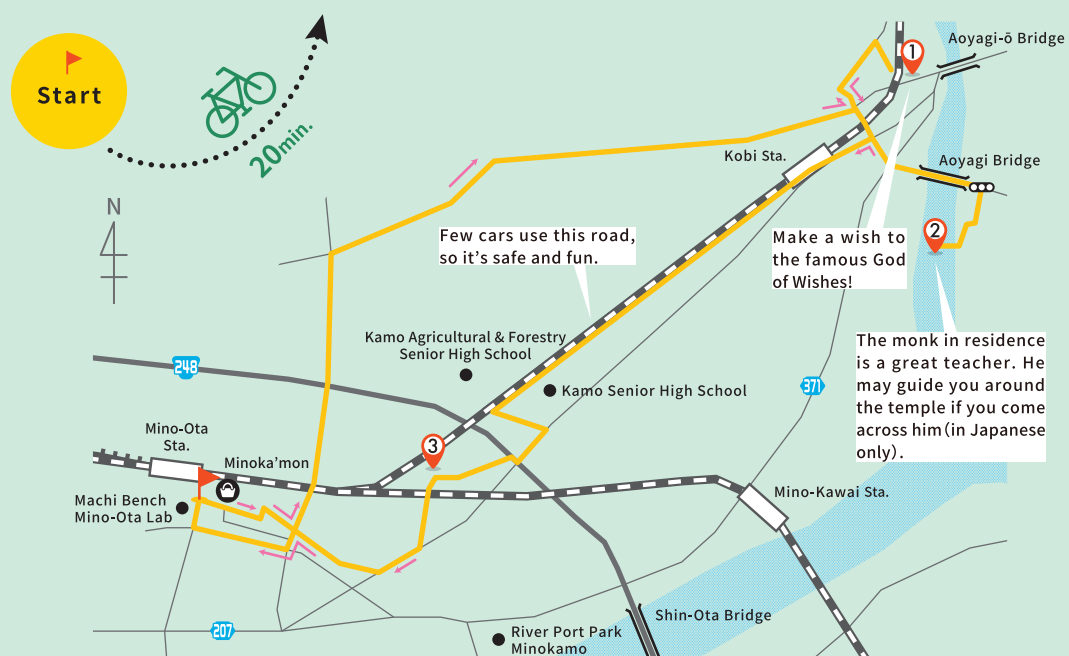 Start
20min.
N
1
Aoyagi-ō Bridge
Kobi Sta.
Aoyagi Bridge
2
Few cars use this road,
so it's safe and fun.
Make a wish to
the famous God
of Wishes!
Kamo Agricultural & Forestry
Senior High School
The monk in residence
is a great teacher. He
may guide you around
the temple if you come
across him(in Japanese
only).
248
371
Kamo Senior High School
Mino-Ota
Sta.
3
Minoka'mon
Machi Bench
Mino-Ota Lab
Mino-Kawai Sta.
207
Shin-Ota Bridge
River Port Park
Minokamo